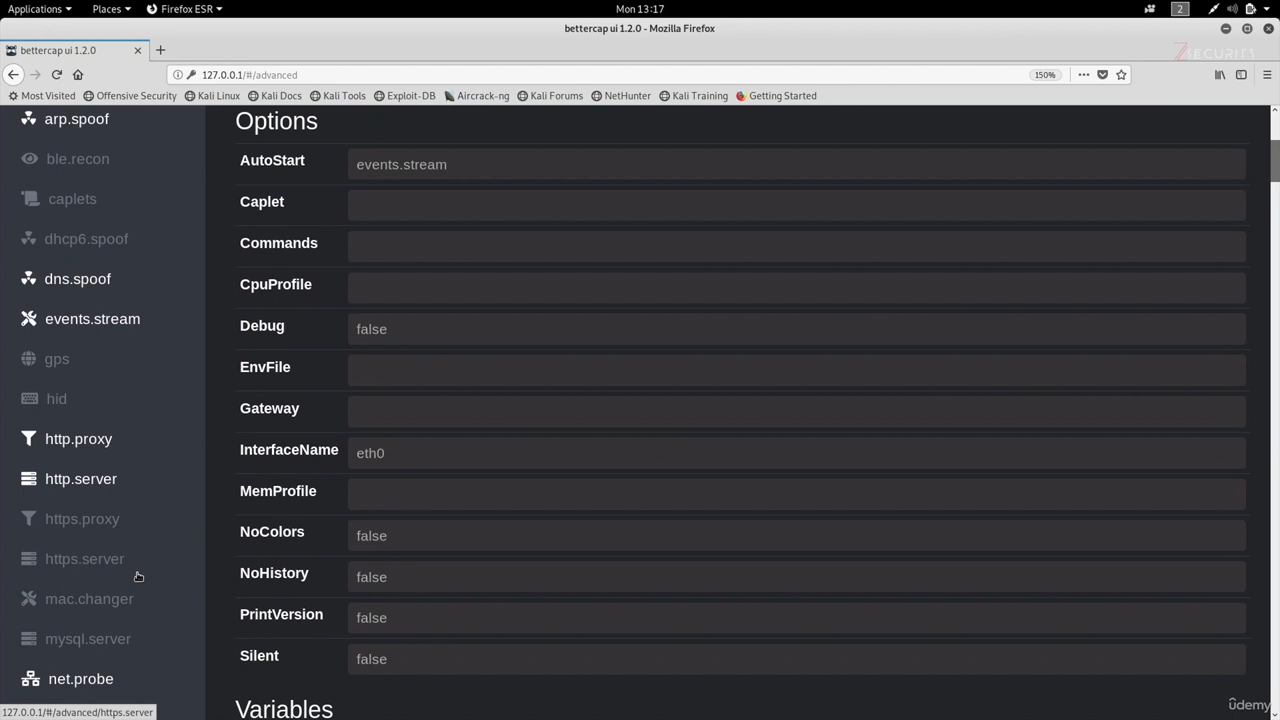 Applications Places Firefox ESR Mon 13:17 2
bettercap ui 1.2.0 - Mozilla Firefox
bettercap ui 1.2.0
127.0.0.1/#/advanced 150%
Most Visited Offensive Security Kali Linux Kali Docs Kali Tools Exploit-DB Aircrack-ng Kali Forums NetHunter Kali Training Getting Started
arp.spoof
ble.recon
caplets
dhcp6.spoof
dns.spoof
events.stream
gps
hid
http.proxy
http.server
https.proxy
https.server
mac.changer
mysql.server
net.probe
127.0.0.1/#/advanced/https.server
Options
AutoStart events.stream
Caplet
Commands
CpuProfile
Debug false
EnvFile
Gateway
InterfaceName eth0
MemProfile
NoColors false
NoHistory false
PrintVersion false
Silent false
Variables
ZSECURITY
udemy